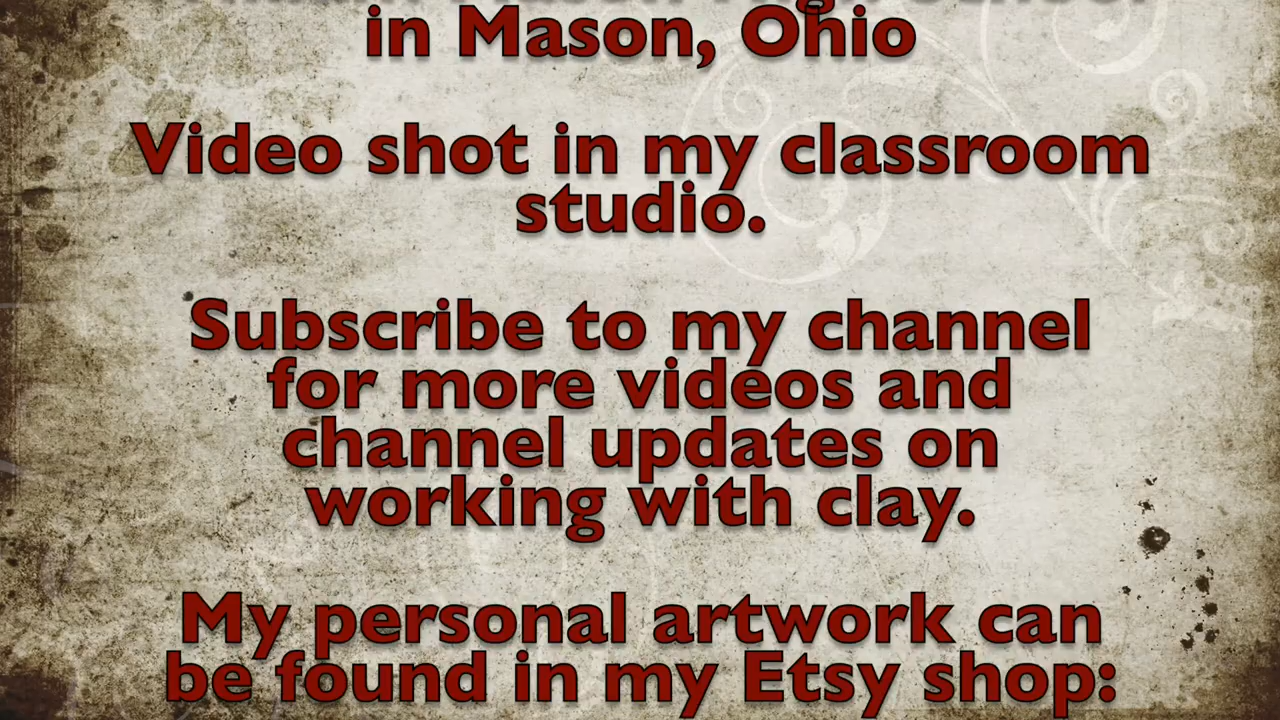 in Mason, Ohio
Video shot in my classroom
studio.
Subscribe to my channel
for more videos and
channel updates on
working with clay.
My personal artwork can
be found in my Etsy shop: